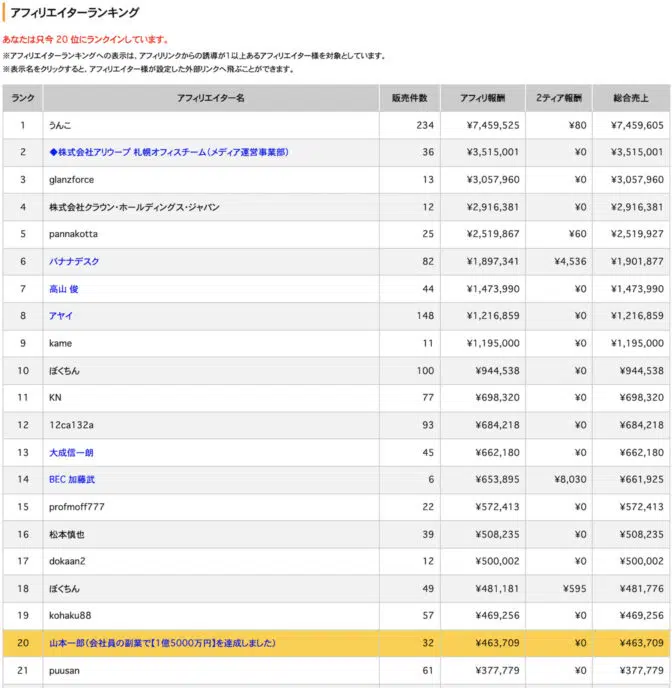 アフィリエイターランキング
あなたは只今 20 位にランクインしています。
※アフィリエイターランキングへの表示は、アフィリリンクからの誘導が1以上あるアフィリエイター様を対象としています。
※表示名をクリックすると、アフィリエイター様が設定した外部リンクへ飛ぶことができます。
ランク アフィリエイター名 販売件数 アフィリ報酬 2ティア報酬 総合売上
1 うんこ 234 ¥7,459,525 ¥80 ¥7,459,605
2 ◆株式会社アリウープ 札幌オフィスチーム(メディア運営事業部) 36 ¥3,515,001 ¥0 ¥3,515,001
3 glanzforce 13 ¥3,057,960 ¥0 ¥3,057,960
4 株式会社クラウン・ホールディングス・ジャパン 12 ¥2,916,381 ¥0 ¥2,916,381
5 pannakotta 25 ¥2,519,867 ¥60 ¥2,519,927
6 バナナデスク 82 ¥1,897,341 ¥4,536 ¥1,901,877
7 高山 俊 44 ¥1,473,990 ¥0 ¥1,473,990
8 アヤイ 148 ¥1,216,859 ¥0 ¥1,216,859
9 kame 11 ¥1,195,000 ¥0 ¥1,195,000
10 ぼくちん 100 ¥944,538 ¥0 ¥944,538
11 KN 77 ¥698,320 ¥0 ¥698,320
12 12ca132a 93 ¥684,218 ¥0 ¥684,218
13 大成信一朗 45 ¥662,180 ¥0 ¥662,180
14 BEC 加藤武 6 ¥653,895 ¥8,030 ¥661,925
15 profmoff777 22 ¥572,413 ¥0 ¥572,413
16 松本慎也 39 ¥508,235 ¥0 ¥508,235
17 dokaan2 12 ¥500,002 ¥0 ¥500,002
18 ぼくちん 49 ¥481,181 ¥595 ¥481,776
19 kohaku88 57 ¥469,256 ¥0 ¥469,256
20 山本一郎(会社員の副業で【1億5000万円】を達成しました) 32 ¥463,709 ¥0 ¥463,709
21 puusan 61 ¥377,779 ¥0 ¥377,779